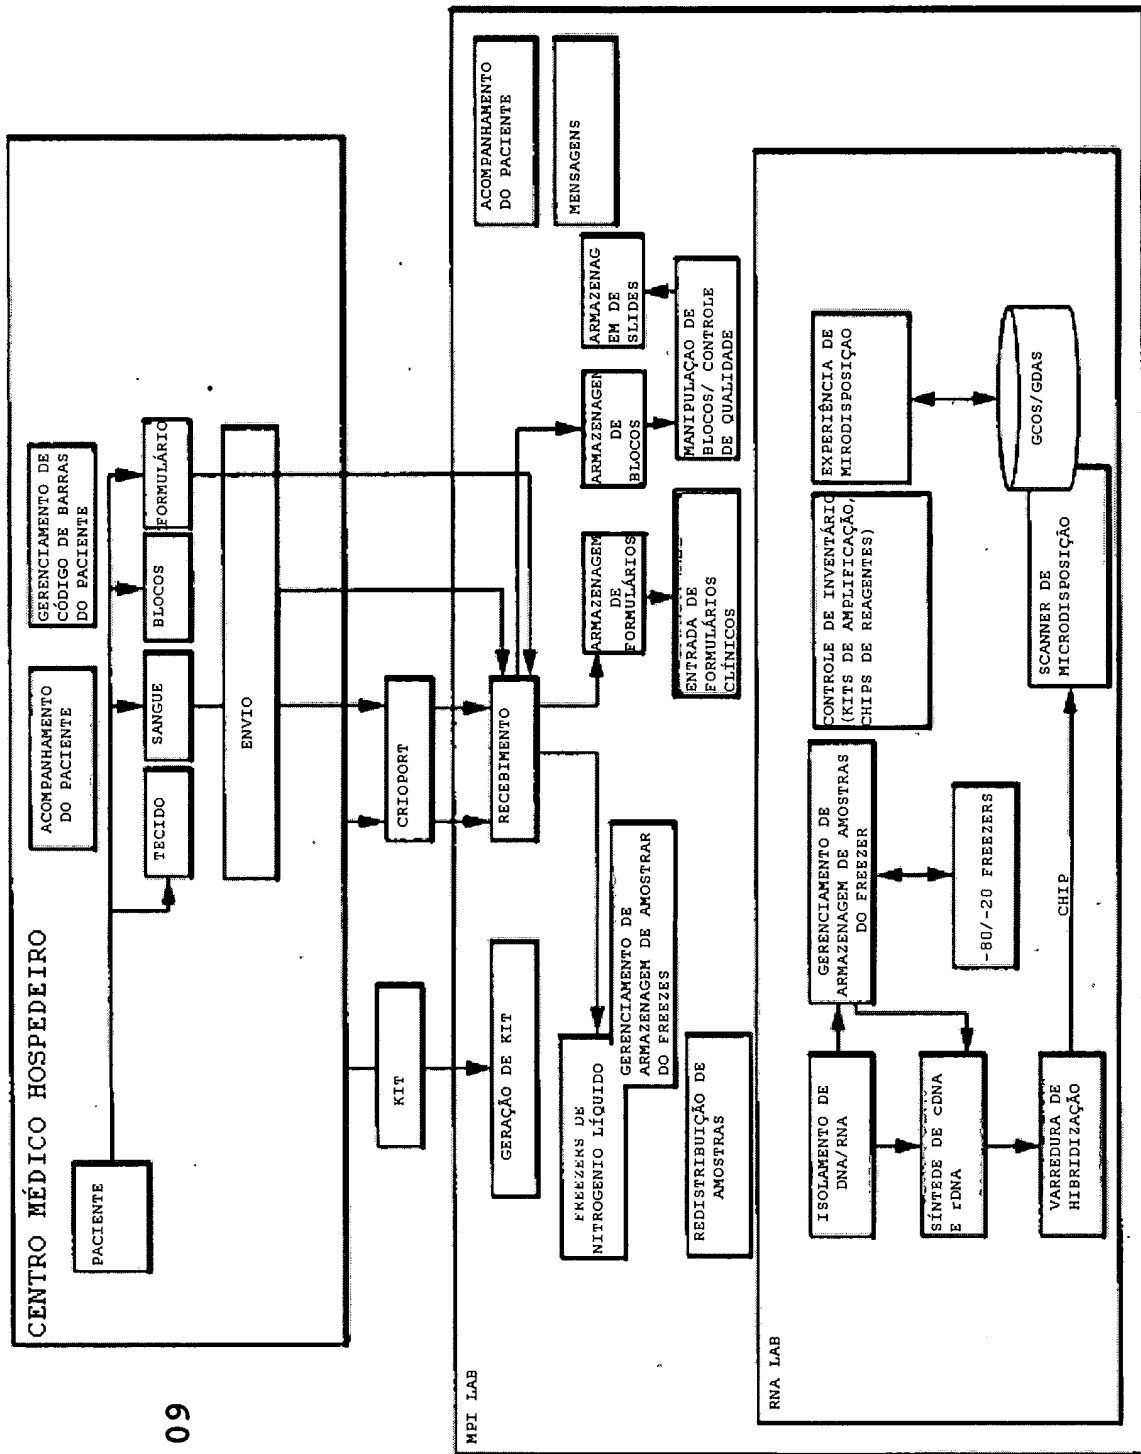 CENTRO MÉDICO HOSPEDEIRO
PACIENTE
ACOMPANHAMENTO
DO PACIENTE
GERENCIAMENTO DE
CÓDIGO DE BARRAS
DO PACIENTE
TECIDO
SANGUE
BLOCOS
FORMULÁRIO
ENVIO
KIT
CRIOPORT
09
MPI LAB
GERAÇÃO DE KIT
RECEBIMENTO
ACOMPANHAMENTO
DO PACIENTE
MENSAGENS
FREEZERS DE
NITROGENIO LÍQUIDO
GERENCIAMENTO DE
ARMAZENAGEM DE AMOSTRAR
DO FREEZES
ARMAZENAGEM
DE
FORMULÁRIOS
ARMAZENAGEM
DE
BLOCOS
ARMAZENAG
EM DE
SLIDES
REDISTRIBUIÇÃO DE
AMOSTRAS
ENTRADA DE
FORMULÁRIOS
CLÍNICOS
MANIPULAÇAO DE
BLOCOS/ CONTROLE
DE QUALIDADE
RNA LAB
ISOLAMENTO DE
DNA/RNA
GERENCIAMENTO DE
ARMAZENAGEM DE AMOSTRAS
DO FREEZER
CONTROLE DE INVENTÁRIO
(KITS DE AMPLIFICAÇÃO,
CHIPS DE REAGENTES)
EXPERIÊNCIA DE
MIRODISPOSIÇAO
SÍNTEDE DE cDNA
E rDNA
-80/-20 FREEZERS
GCOS/GDAS
VARREDURA DE
HIBRIDIZAÇÃO
CHIP
SCANNER DE
MICRODISPOSIÇÃO